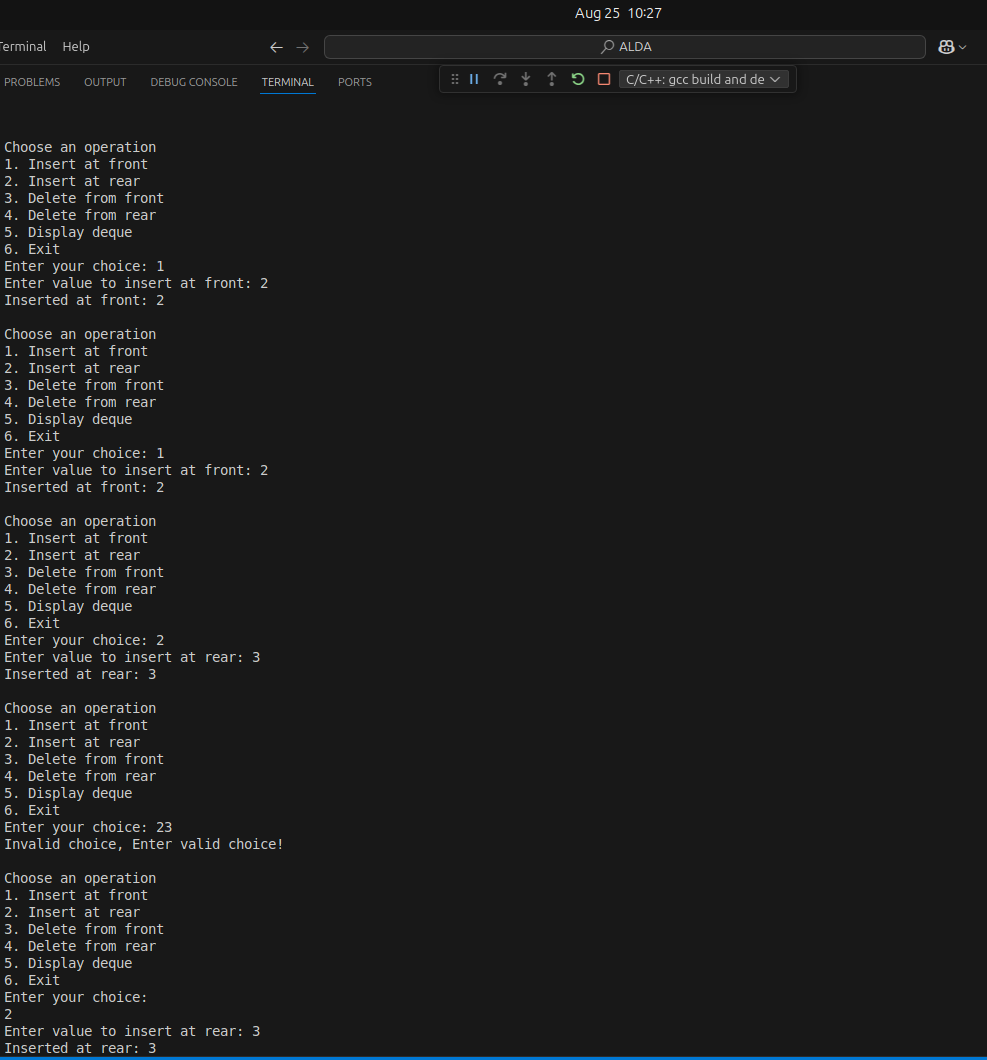 Aug 25 10:27
Terminal Help
ALDA
PROBLEMS OUTPUT DEBUG CONSOLE TERMINAL PORTS
C/C++: gcc build and de
Choose an operation
1. Insert at front
2. Insert at rear
3. Delete from front
4. Delete from rear
5. Display deque
6. Exit
Enter your choice: 1
Enter value to insert at front: 2
Inserted at front: 2
Choose an operation
1. Insert at front
2. Insert at rear
3. Delete from front
4. Delete from rear
5. Display deque
6. Exit
Enter your choice: 1
Enter value to insert at front: 2
Inserted at front: 2
Choose an operation
1. Insert at front
2. Insert at rear
3. Delete from front
4. Delete from rear
5. Display deque
6. Exit
Enter your choice: 2
Enter value to insert at rear: 3
Inserted at rear: 3
Choose an operation
1. Insert at front
2. Insert at rear
3. Delete from front
4. Delete from rear
5. Display deque
6. Exit
Enter your choice: 23
Invalid choice, Enter valid choice!
Choose an operation
1. Insert at front
2. Insert at rear
3. Delete from front
4. Delete from rear
5. Display deque
6. Exit
Enter your choice:
2
Enter value to insert at rear: 3
Inserted at rear: 3